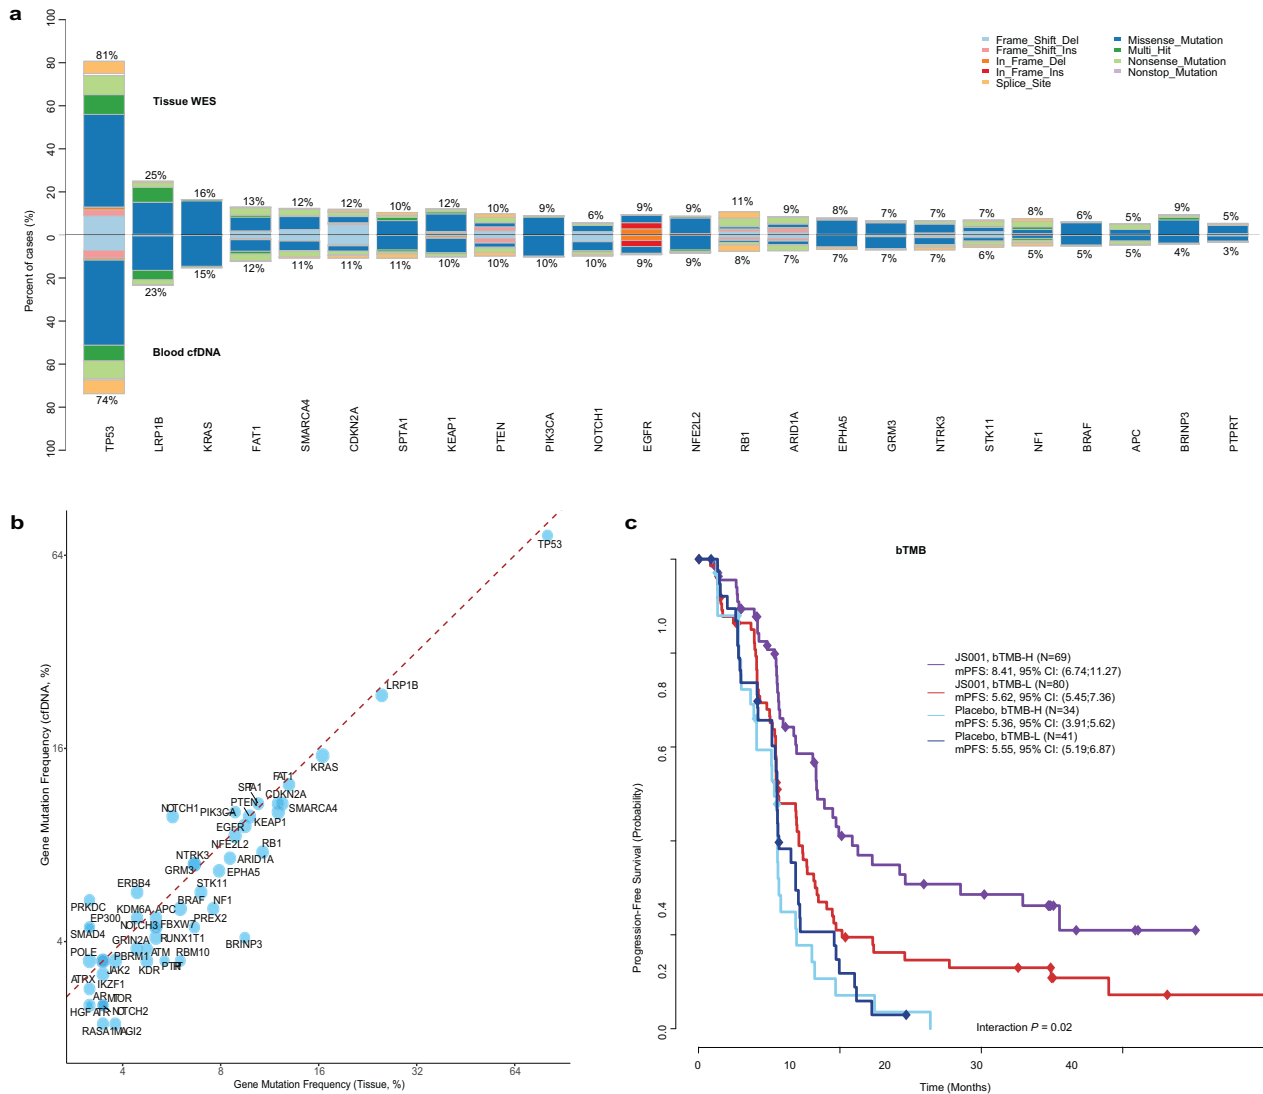 a
100
80
60
40
20
0
20
40
60
80
100
Percent of cases (%)
Tissue WES
Blood cfDNA
Frame_Shift_Del
Frame_Shift_Ins
In_Frame_Del
In_Frame_Ins
Splice_Site
Missense_Mutation
Multi_Hit
Nonsense_Mutation
Nonstop_Mutation
81% 25% 16% 13% 12% 12% 10% 12% 10% 9% 6% 9% 9% 11% 9% 8% 7% 7% 7% 8% 6% 5% 9% 5%
74% 23% 15% 12% 11% 11% 11% 10% 10% 10% 10% 9% 9% 8% 7% 7% 7% 7% 6% 5% 5% 5% 4% 3%
TP53 LRP1B KRAS FAT1 SMARCA4 CDKN2A SPTA1 KEAP1 PTEN PIK3CA NOTCH1 EGFR NFE2L2 RB1 ARID1A EPHA5 GRM3 NTRK3 STK11 NF1 BRAF APC BRINP3 PTPRT
b
Gene Mutation Frequency (cfDNA, %)
64
16
4
TP53
LRP1B
KRAS
FAT1
CDKN2A
NOTCH1
PIK3CA
PTEN
SMARCA4
KEAP1
EGFR
NFE2L2
RB1
NTRK3
ARID1A
GRM3
EPHA5
ERBB4
STK11
PRKDC
KDM6A
APC
BRAF
NF1
EP300
NOTCH3
FBXW7
PREX2
SMAD4
GRIN2A
RUNX1T1
BRINP3
POLE
PBRM1
ATM
RBM10
JAK2
KDR
ATRX
IKZF1
AR
MTOR
HGF
NOTCH2
RASA1
MAGI2
4 8 16 32 64
Gene Mutation Frequency (Tissue, %)
c
bTMB
Progression-Free Survival (Probability)
1.0
0.8
0.6
0.4
0.2
0.0
JS001, bTMB-H (N=69)
mPFS: 8.41, 95% CI: (6.74;11.27)
JS001, bTMB-L (N=80)
mPFS: 5.62, 95% CI: (5.45;7.36)
Placebo, bTMB-H (N=34)
mPFS: 5.36, 95% CI: (3.91;5.62)
Placebo, bTMB-L (N=41)
mPFS: 5.55, 95% CI: (5.19;6.87)
Interaction P = 0.02
0 10 20 30 40
Time (Months)